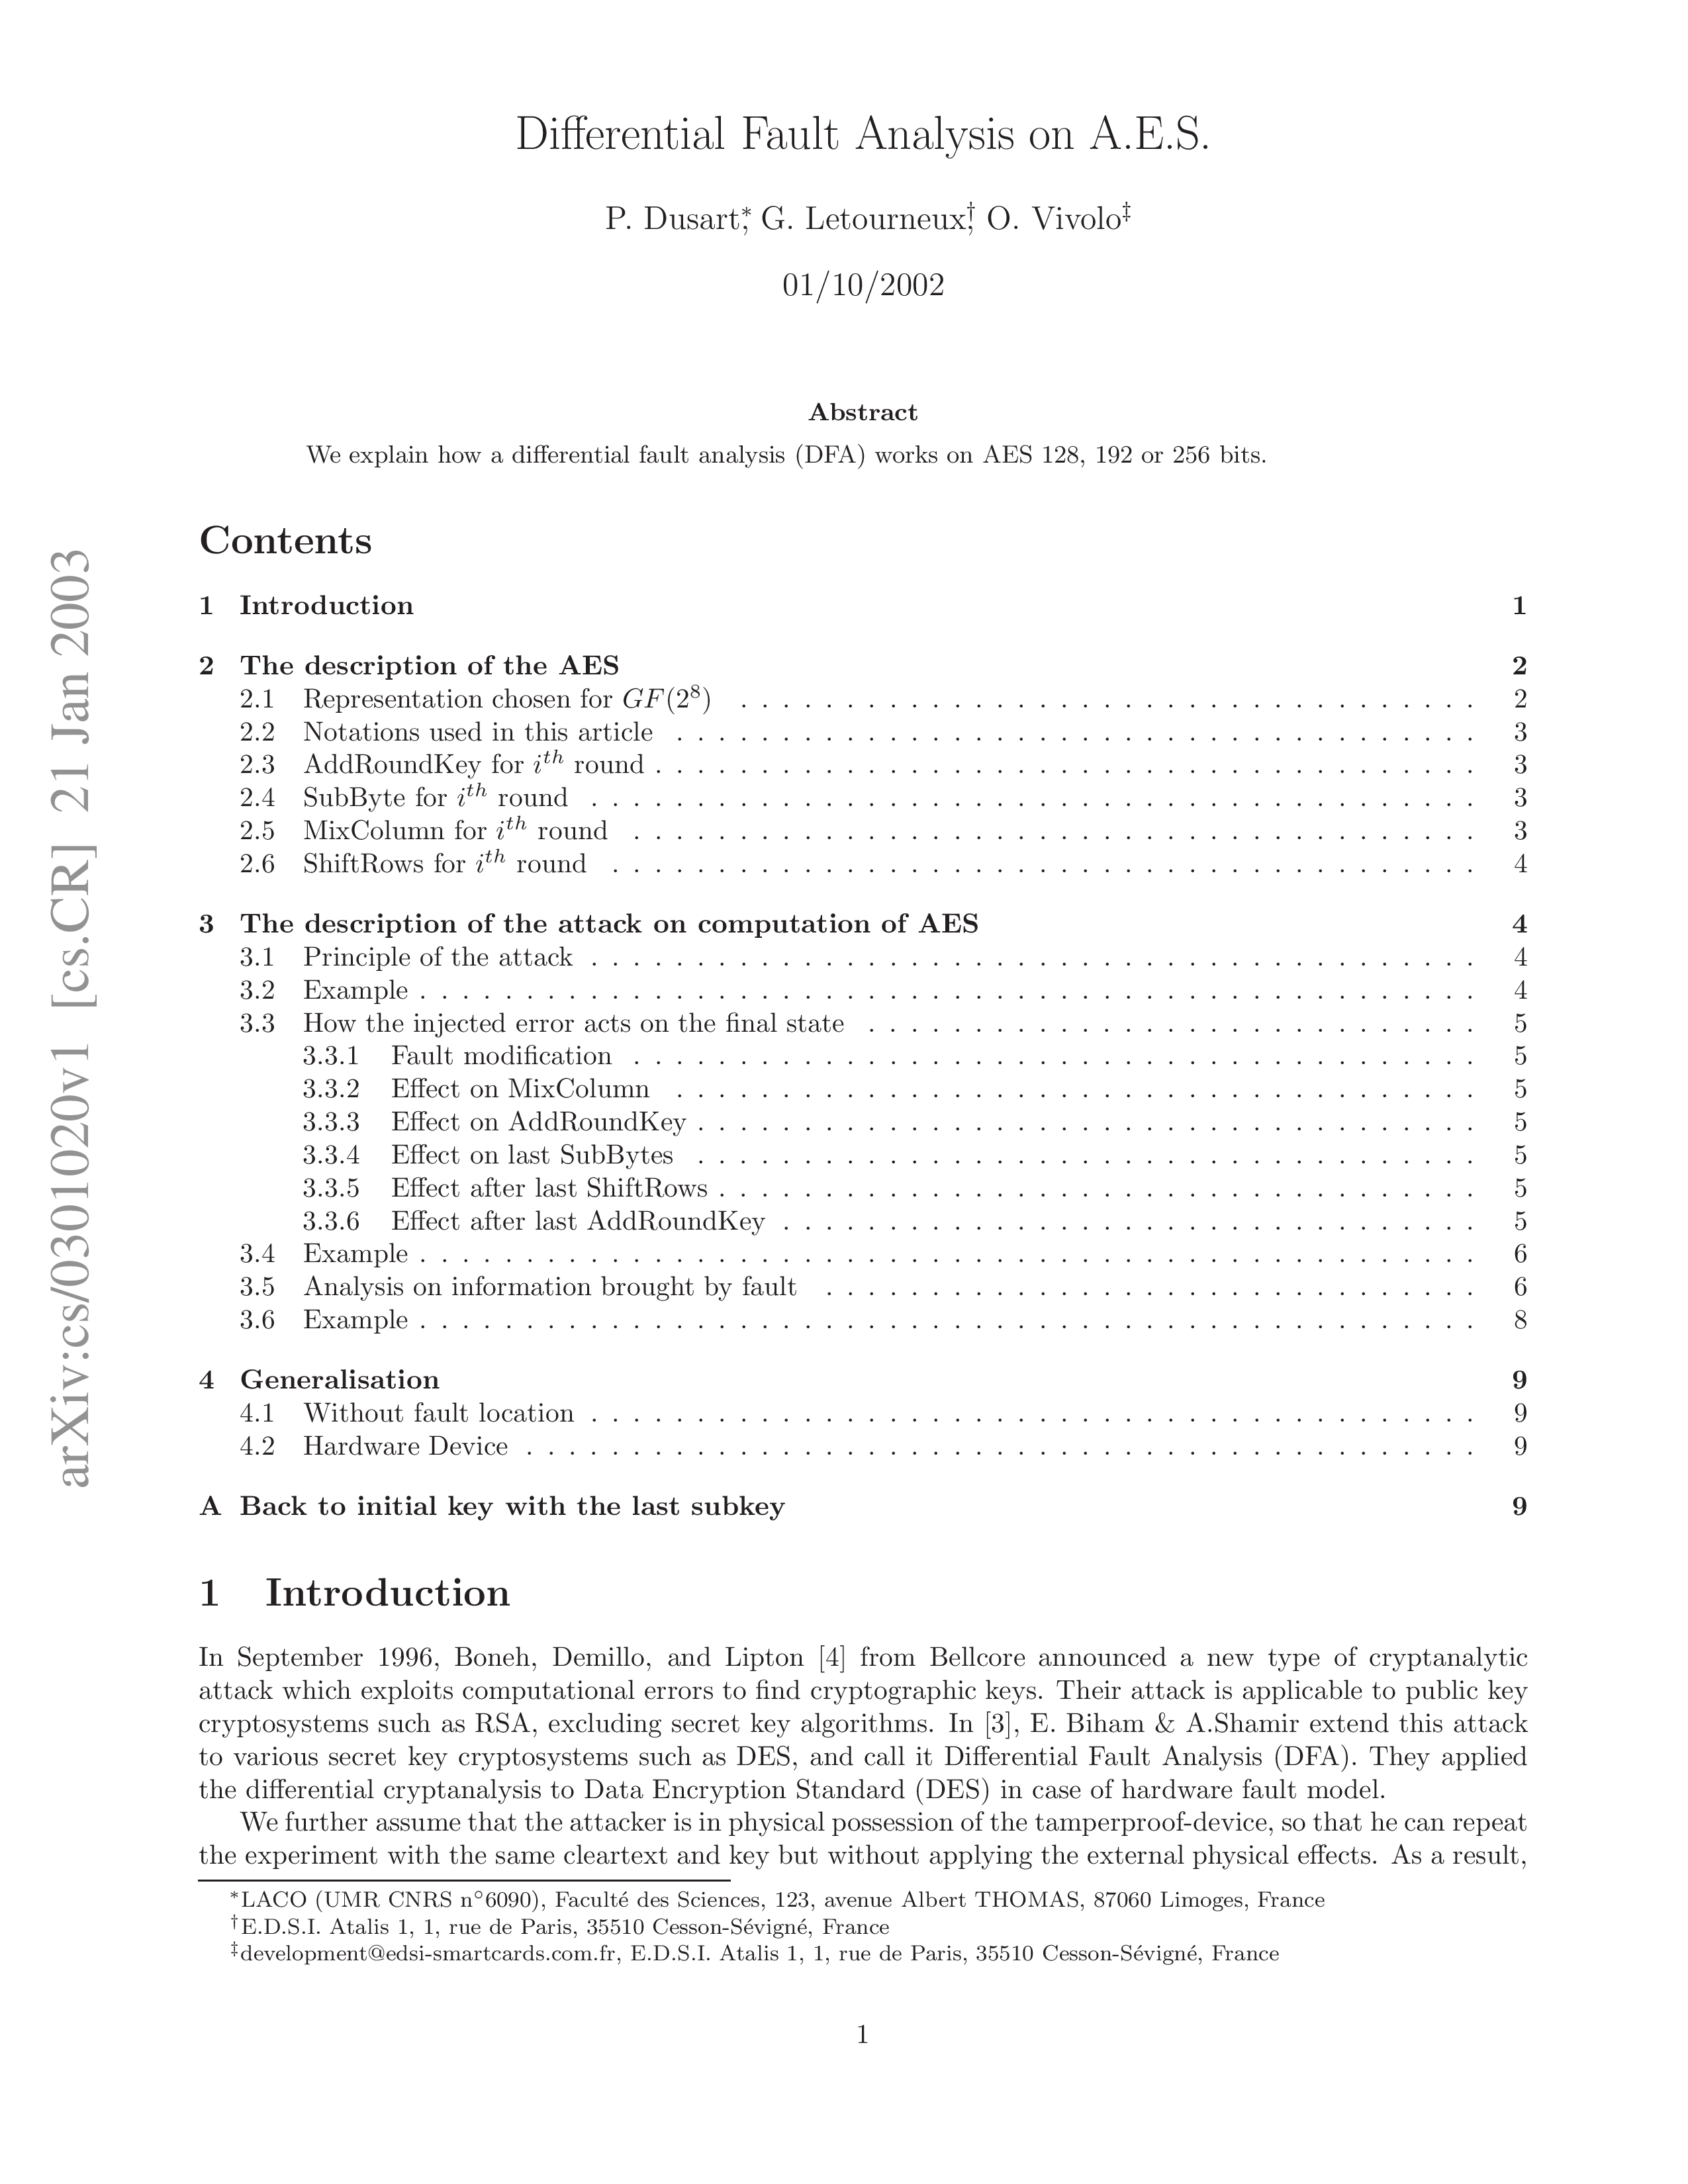 Differential Fault Analysis on A.E.S.
P. Dusart*, G. Letourneux†, O. Vivolo‡
01/10/2002
Abstract
We explain how a differential fault analysis (DFA) works on AES 128, 192 or 256 bits.
Contents
1 Introduction 1
2 The description of the AES 2
2.1 Representation chosen for GF(2⁸) . . . . . . . . . . . . . . . . . . . . . . . . . . . . . . . . . . . 2
2.2 Notations used in this article . . . . . . . . . . . . . . . . . . . . . . . . . . . . . . . . . . . . . . 3
2.3 AddRoundKey for iᵗʰ round . . . . . . . . . . . . . . . . . . . . . . . . . . . . . . . . . . . . . . . 3
2.4 SubByte for iᵗʰ round . . . . . . . . . . . . . . . . . . . . . . . . . . . . . . . . . . . . . . . . . . 3
2.5 MixColumn for iᵗʰ round . . . . . . . . . . . . . . . . . . . . . . . . . . . . . . . . . . . . . . . . 3
2.6 ShiftRows for iᵗʰ round . . . . . . . . . . . . . . . . . . . . . . . . . . . . . . . . . . . . . . . . . 4
3 The description of the attack on computation of AES 4
3.1 Principle of the attack . . . . . . . . . . . . . . . . . . . . . . . . . . . . . . . . . . . . . . . . . . 4
3.2 Example . . . . . . . . . . . . . . . . . . . . . . . . . . . . . . . . . . . . . . . . . . . . . . . . . . 4
3.3 How the injected error acts on the final state . . . . . . . . . . . . . . . . . . . . . . . . . . . . . 5
3.3.1 Fault modification . . . . . . . . . . . . . . . . . . . . . . . . . . . . . . . . . . . . . . . . 5
3.3.2 Effect on MixColumn . . . . . . . . . . . . . . . . . . . . . . . . . . . . . . . . . . . . . . 5
3.3.3 Effect on AddRoundKey . . . . . . . . . . . . . . . . . . . . . . . . . . . . . . . . . . . . . 5
3.3.4 Effect on last SubBytes . . . . . . . . . . . . . . . . . . . . . . . . . . . . . . . . . . . . . 5
3.3.5 Effect after last ShiftRows . . . . . . . . . . . . . . . . . . . . . . . . . . . . . . . . . . . . 5
3.3.6 Effect after last AddRoundKey . . . . . . . . . . . . . . . . . . . . . . . . . . . . . . . . . 5
3.4 Example . . . . . . . . . . . . . . . . . . . . . . . . . . . . . . . . . . . . . . . . . . . . . . . . . . 6
3.5 Analysis on information brought by fault . . . . . . . . . . . . . . . . . . . . . . . . . . . . . . . 6
3.6 Example . . . . . . . . . . . . . . . . . . . . . . . . . . . . . . . . . . . . . . . . . . . . . . . . . . 8
4 Generalisation 9
4.1 Without fault location . . . . . . . . . . . . . . . . . . . . . . . . . . . . . . . . . . . . . . . . . . 9
4.2 Hardware Device . . . . . . . . . . . . . . . . . . . . . . . . . . . . . . . . . . . . . . . . . . . . . 9
A Back to initial key with the last subkey 9
1 Introduction
In September 1996, Boneh, Demillo, and Lipton [4] from Bellcore announced a new type of cryptanalytic
attack which exploits computational errors to find cryptographic keys. Their attack is applicable to public key
cryptosystems such as RSA, excluding secret key algorithms. In [3], E. Biham & A.Shamir extend this attack
to various secret key cryptosystems such as DES, and call it Differential Fault Analysis (DFA). They applied
the differential cryptanalysis to Data Encryption Standard (DES) in case of hardware fault model.
We further assume that the attacker is in physical possession of the tamperproof-device, so that he can repeat
the experiment with the same cleartext and key but without applying the external physical effects. As a result,
*LACO (UMR CNRS n°6090), Faculté des Sciences, 123, avenue Albert THOMAS, 87060 Limoges, France
†E.D.S.I. Atalis 1, 1, rue de Paris, 35510 Cesson-Sévigné, France
‡development@edsi-smartcards.com.fr, E.D.S.I. Atalis 1, 1, rue de Paris, 35510 Cesson-Sévigné, France
1
arXiv:cs/0301020v1 [cs.CR] 21 Jan 2003